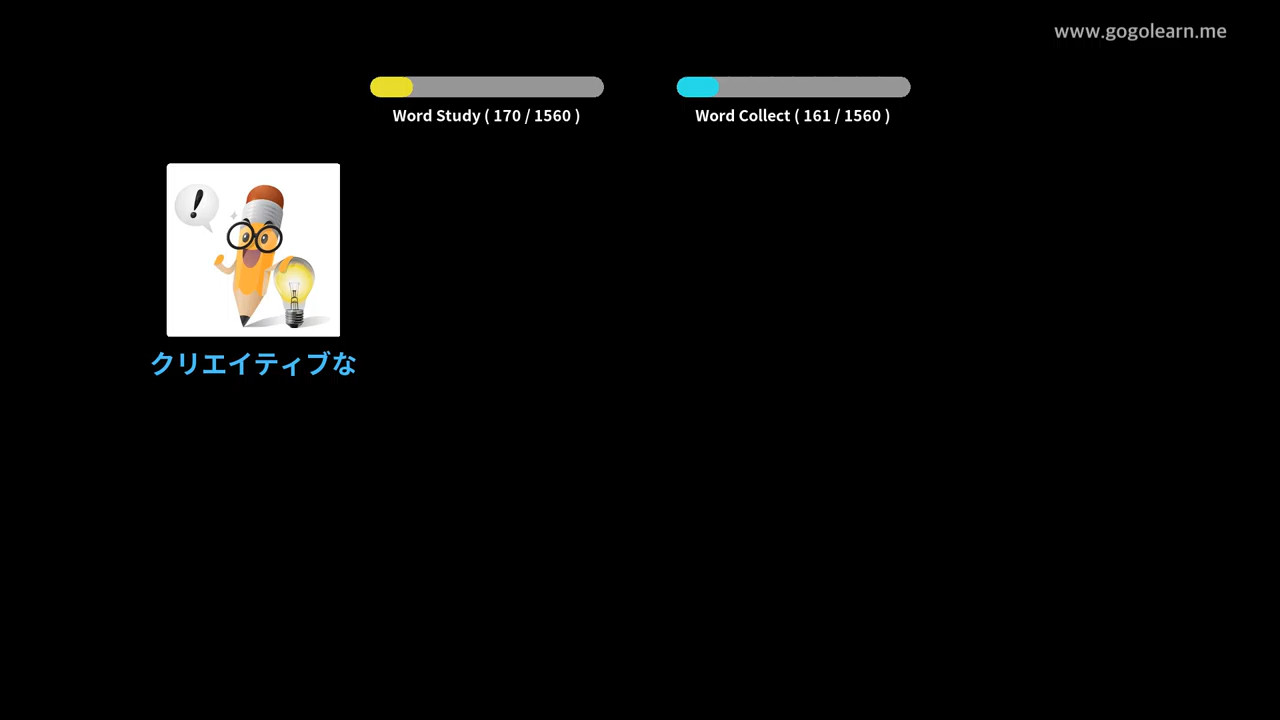 www.gogolearn.me
Word Study ( 170 / 1560 )
Word Collect ( 161 / 1560 )
!
クリエイティブな